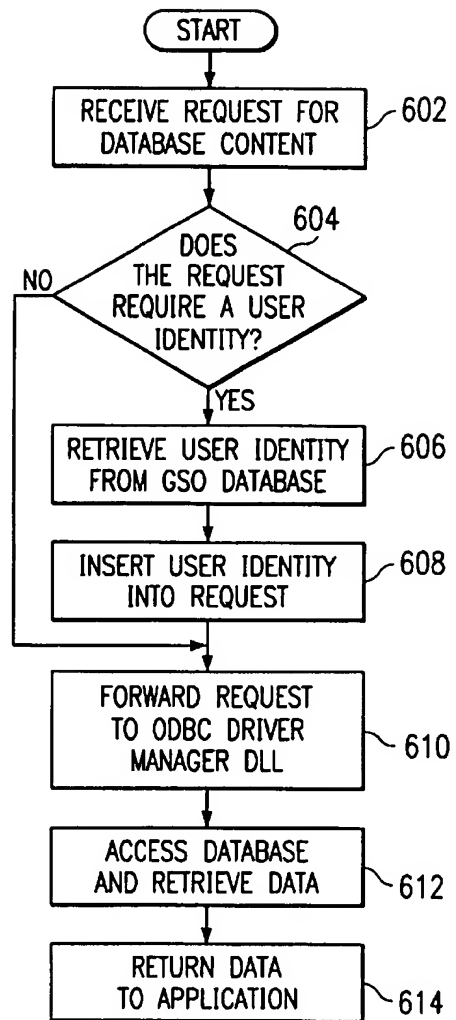 START
RECEIVE REQUEST FOR
DATABASE CONTENT
602
604
DOES
THE REQUEST
REQUIRE A USER
IDENTITY?
NO
YES
RETRIEVE USER IDENTITY
FROM GSO DATABASE
606
INSERT USER IDENTITY
INTO REQUEST
608
FORWARD REQUEST
TO ODBC DRIVER
MANAGER DLL
610
ACCESS DATABASE
AND RETRIEVE DATA
612
RETURN DATA
TO APPLICATION
614